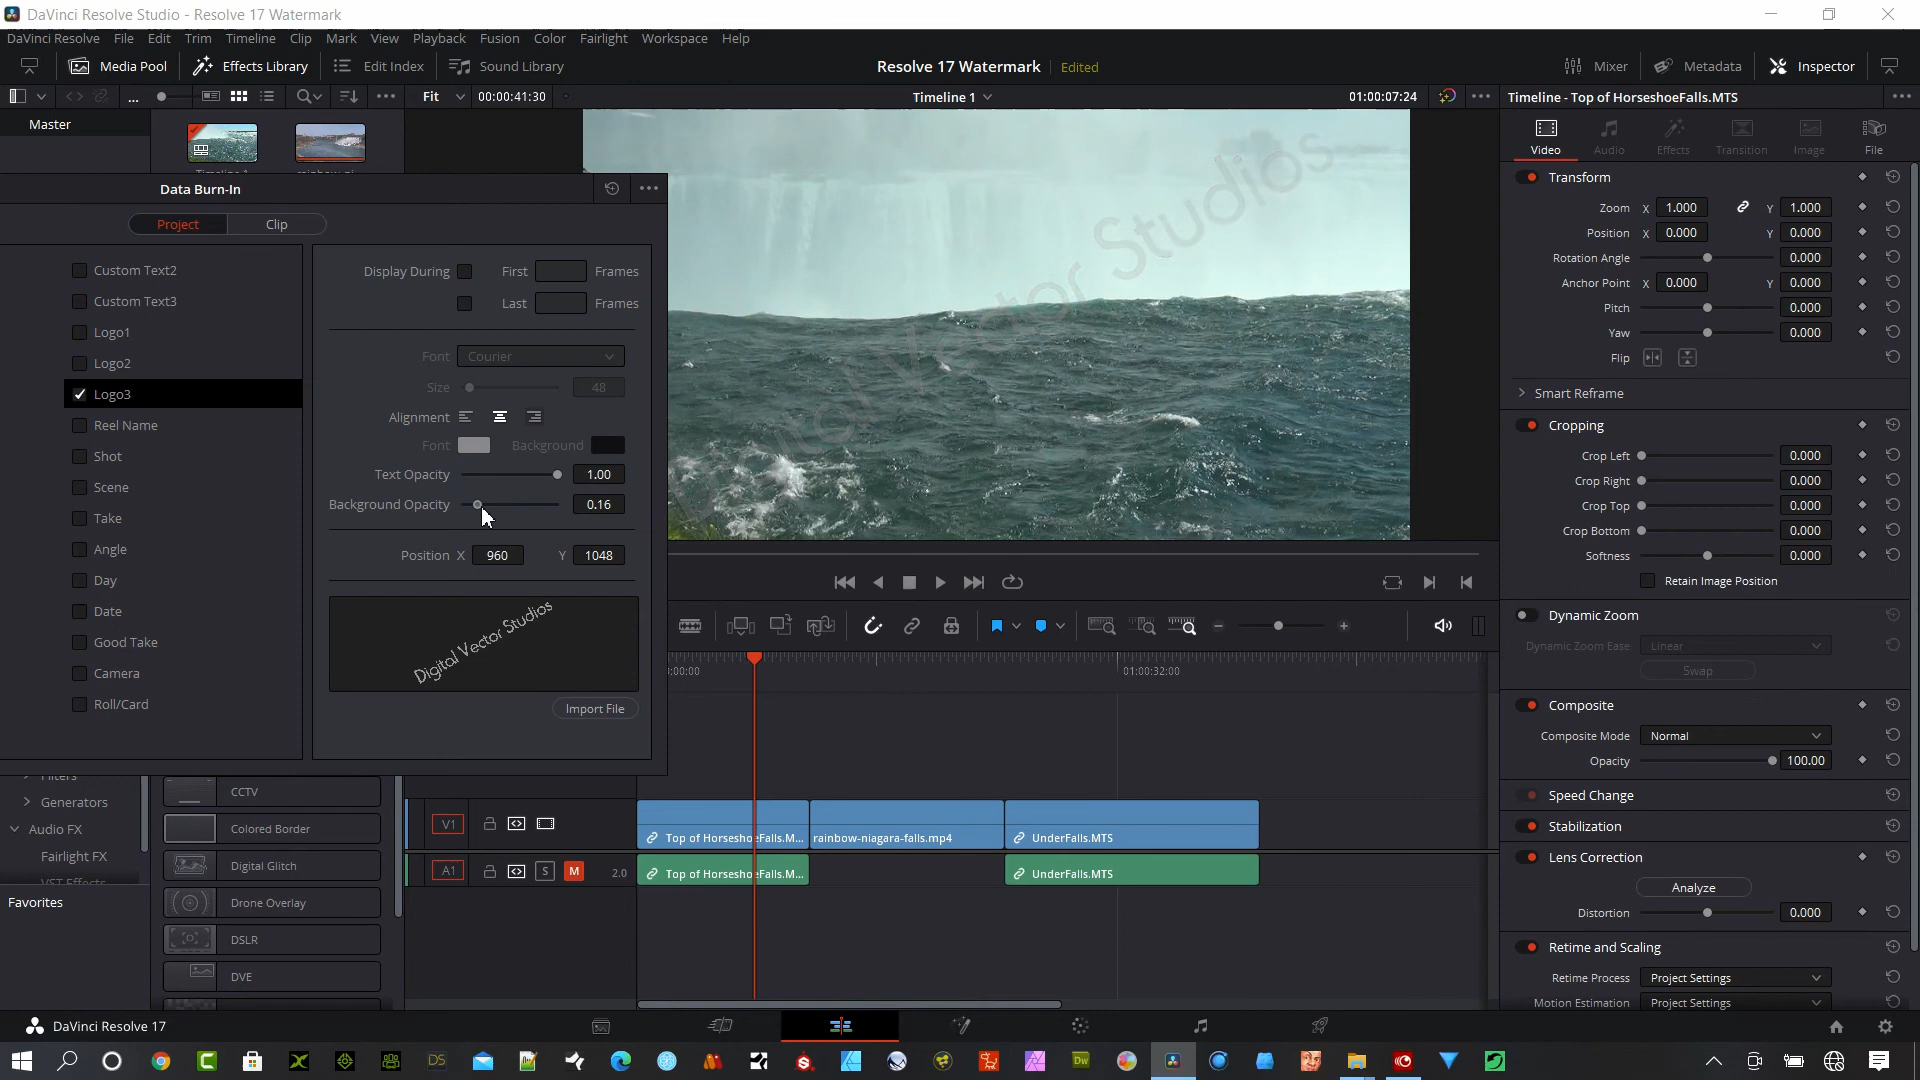 DaVinci Resolve Studio - Resolve 17 Watermark
DaVinci Resolve File Edit Trim Timeline Clip Mark View Playback Fusion Color Fairlight Workspace Help
Media Pool Effects Library Edit Index Sound Library Resolve 17 Watermark Edited Mixer Metadata Inspector
Fit 00:00:41:30 Timeline 1 01:00:07:24 Timeline - Top of HorseshoeFalls.MTS
Master
Video Audio Effects Transition Image File
Data Burn-In
Project Clip
Custom Text2
Custom Text3
Logo1
Logo2
Logo3
Reel Name
Shot
Scene
Take
Angle
Day
Date
Good Take
Camera
Roll/Card
Display During First Frames
Last Frames
Font Courier
Size 48
Alignment
Font Background
Text Opacity 1.00
Background Opacity 0.16
Position X 960 Y 1048
Digital Vector Studios
Import File
Digital Vector Studios
Transform
Zoom X 1.000 Y 1.000
Position X 0.000 Y 0.000
Rotation Angle 0.000
Anchor Point X 0.000 Y 0.000
Pitch 0.000
Yaw 0.000
Flip
Smart Reframe
Cropping
Crop Left 0.000
Crop Right 0.000
Crop Top 0.000
Crop Bottom 0.000
Softness 0.000
Retain Image Position
Dynamic Zoom
Dynamic Zoom Ease Linear
Swap
Composite
Composite Mode Normal
Opacity 100.00
Speed Change
Stabilization
Lens Correction
Analyze
Distortion 0.000
Retime and Scaling
Retime Process Project Settings
Motion Estimation Project Settings
01:00:32:00
Filters
Generators
Audio FX
Fairlight FX
VST Effects
Favorites
CCTV
Colored Border
Digital Glitch
Drone Overlay
DSLR
DVE
V1
Top of HorseshoeFalls.M... rainbow-niagara-falls.mp4 UnderFalls.MTS
A1 S M 2.0
Top of HorseshoeFalls.M... UnderFalls.MTS
DaVinci Resolve 17
DS
Dw